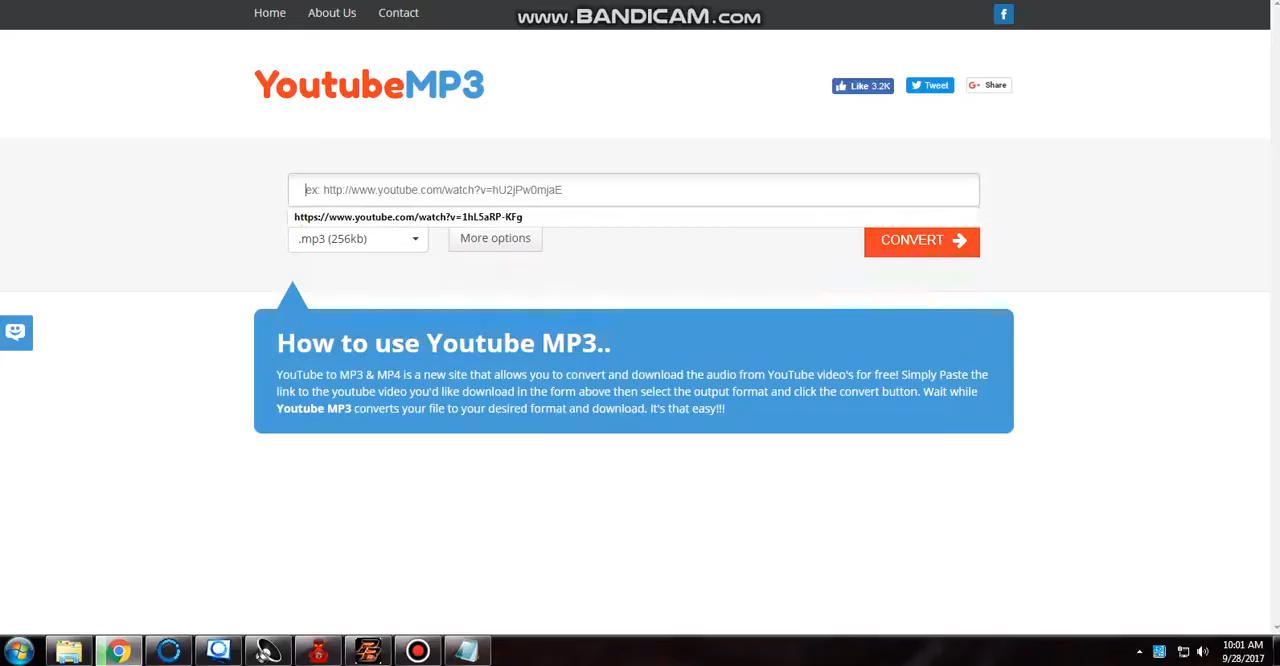 Home About Us Contact
www.BANDICAM.com
f
YoutubeMP3
Like 3.2K Tweet G+ Share
ex: http://www.youtube.com/watch?v=hU2jPw0mjaE
https://www.youtube.com/watch?v=1hL5aRP-KFg
.mp3 (256kb) More options CONVERT
How to use Youtube MP3..
YouTube to MP3 & MP4 is a new site that allows you to convert and download the audio from YouTube video's for free! Simply Paste the
link to the youtube video you'd like download in the form above then select the output format and click the convert button. Wait while
Youtube MP3 converts your file to your desired format and download. It's that easy!!!
10:01 AM
9/28/2017